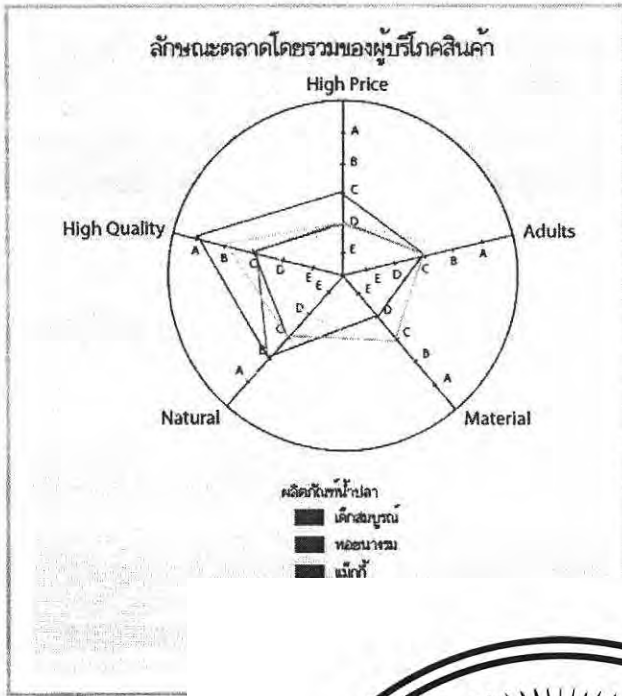 ลักษณะตลาดโดยรวมของผู้บริโภคสินค้า
High Price
A
B
C
D
E
High Quality
A
B
C
D
E
Adults
A
B
C
D
E
Natural
A
B
C
D
E
Material
A
B
C
D
E
ผลิตภัณฑ์น้ำปลา
เด็กสมบูรณ์
หอยนางรม
แม็กกี้